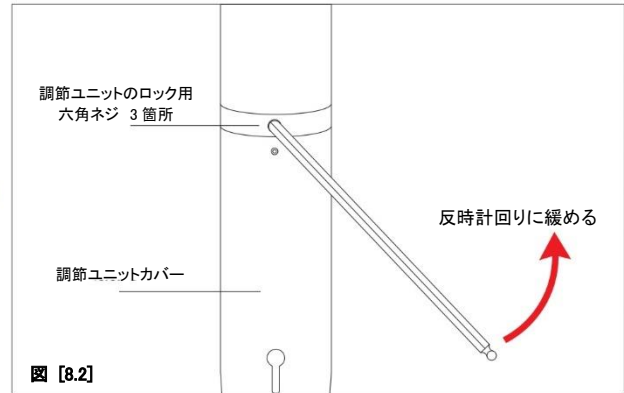 調節ユニットのロック用
六角ネジ 3 箇所
反時計回りに緩める
調節ユニットカバー
図 [8.2]